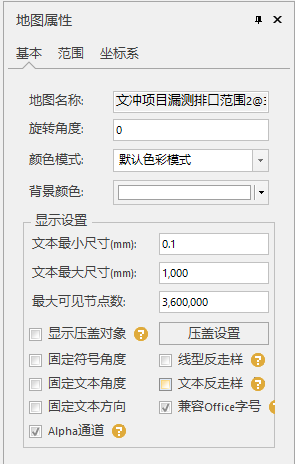 地图属性
基本 范围 坐标系
地图名称: 文冲项目漏测排口范围2@
旋转角度: 0
颜色模式: 默认色彩模式
背景颜色:
显示设置
文本最小尺寸(mm): 0.1
文本最大尺寸(mm): 1,000
最大可见节点数: 3,600,000
显示压盖对象 ? 压盖设置
固定符号角度 线型反走样 ?
固定文本角度 文本反走样 ?
固定文本方向 兼容Office字号 ?
Alpha通道 ?